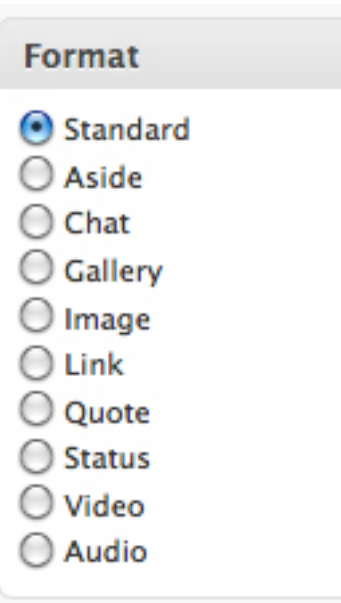 Format
Standard
Aside
Chat
Gallery
Image
Link
Quote
Status
Video
Audio